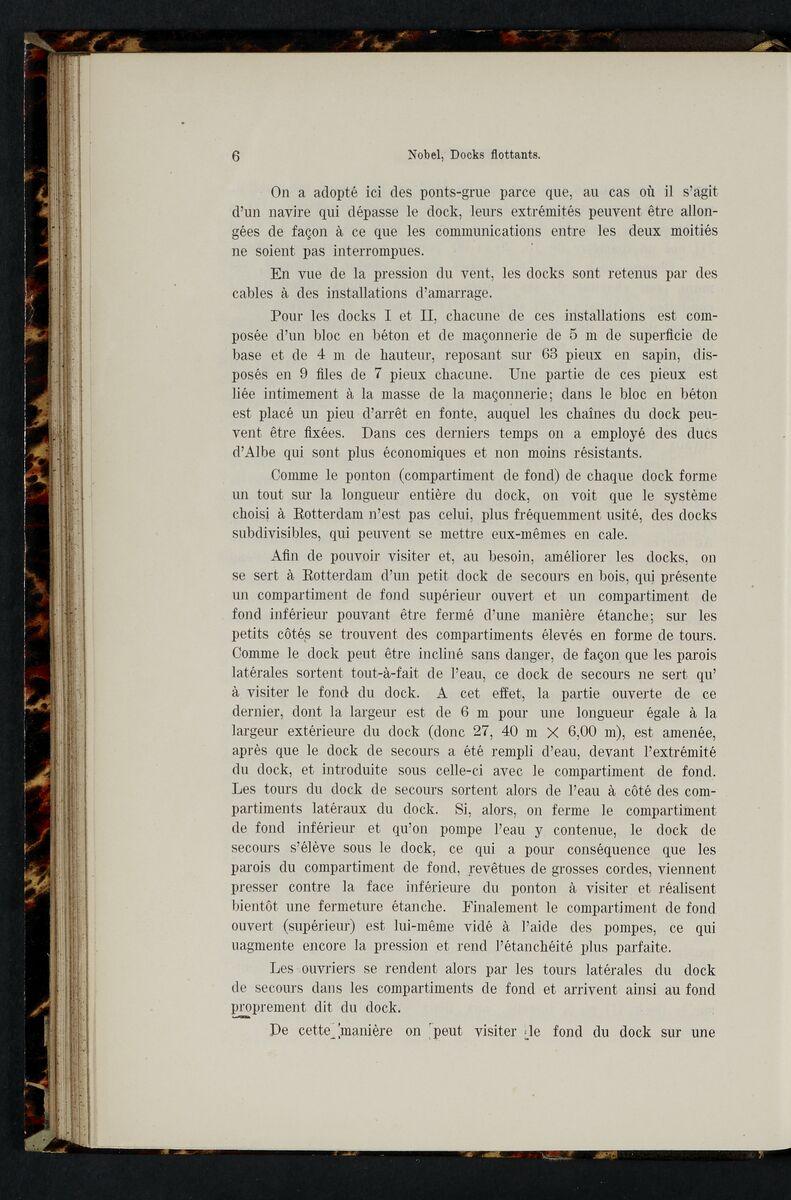 6
Nobel, Docks flottants.
On a adopté ici des ponts-grue parce que, au cas où il s'agit
d'un navire qui dépasse le dock, leurs extrémités peuvent être allon-
gées de façon à ce que les communications entre les deux moitiés
ne soient pas interrompues.
En vue de la pression du vent, les docks sont retenus par des
cables à des installations d'amarrage.
Pour les docks I et II, chacune de ces installations est com-
posée d'un bloc en béton et de maçonnerie de 5 m de superficie de
base et de 4 m de hauteur, reposant sur 63 pieux en sapin, dis-
posés en 9 files de 7 pieux chacune. Une partie de ces pieux est
liée intimement à la masse de la maçonnerie; dans le bloc en béton
est placé un pieu d'arrêt en fonte, auquel les chaînes du dock peu-
vent être fixées. Dans ces derniers temps on a employé des ducs
d'Albe qui sont plus économiques et non moins résistants.
Comme le ponton (compartiment de fond) de chaque dock forme
un tout sur la longueur entière du dock, on voit que le système
choisi à Rotterdam n'est pas celui, plus fréquemment usité, des docks
subdivisibles, qui peuvent se mettre eux-mêmes en cale.
Afin de pouvoir visiter et, au besoin, améliorer les docks, on
se sert à Rotterdam d'un petit dock de secours en bois, qui présente
un compartiment de fond supérieur ouvert et un compartiment de
fond inférieur pouvant être fermé d'une manière étanche; sur les
petits côtés se trouvent des compartiments élevés en forme de tours.
Comme le dock peut être incliné sans danger, de façon que les parois
latérales sortent tout-à-fait de l'eau, ce dock de secours ne sert qu'
à visiter le fond du dock. A cet effet, la partie ouverte de ce
dernier, dont la largeur est de 6 m pour une longueur égale à la
largeur extérieure du dock (donc 27, 40 m × 6,00 m), est amenée,
après que le dock de secours a été rempli d'eau, devant l'extrémité
du dock, et introduite sous celle-ci avec le compartiment de fond.
Les tours du dock de secours sortent alors de l'eau à côté des com-
partiments latéraux du dock. Si, alors, on ferme le compartiment
de fond inférieur et qu'on pompe l'eau y contenue, le dock de
secours s'élève sous le dock, ce qui a pour conséquence que les
parois du compartiment de fond, revêtues de grosses cordes, viennent
presser contre la face inférieure du ponton à visiter et réalisent
bientôt une fermeture étanche. Finalement le compartiment de fond
ouvert (supérieur) est lui-même vidé à l'aide des pompes, ce qui
uagmente encore la pression et rend l'étanchéité plus parfaite.
Les ouvriers se rendent alors par les tours latérales du dock
de secours dans les compartiments de fond et arrivent ainsi au fond
proprement dit du dock.
De cette manière on peut visiter le fond du dock sur une